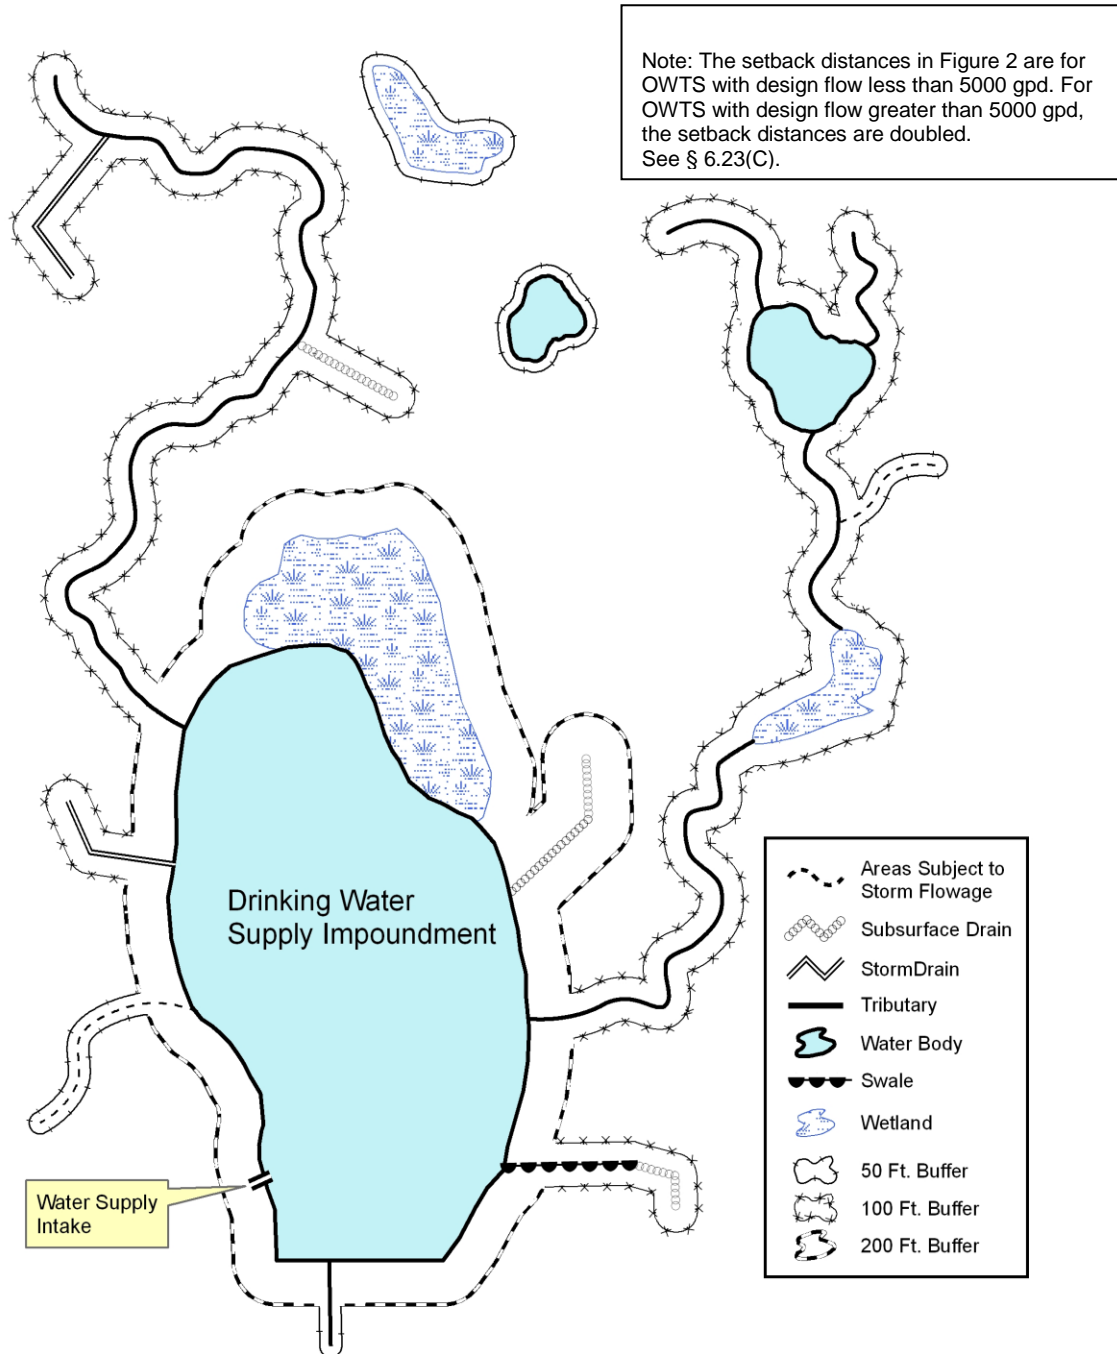 Note: The setback distances in Figure 2 are for
OWTS with design flow less than 5000 gpd. For
OWTS with design flow greater than 5000 gpd,
the setback distances are doubled.
See § 6.23(C).
Drinking Water
Supply Impoundment
Water Supply
Intake
Areas Subject to
Storm Flowage
Subsurface Drain
StormDrain
Tributary
Water Body
Swale
Wetland
50 Ft. Buffer
100 Ft. Buffer
200 Ft. Buffer